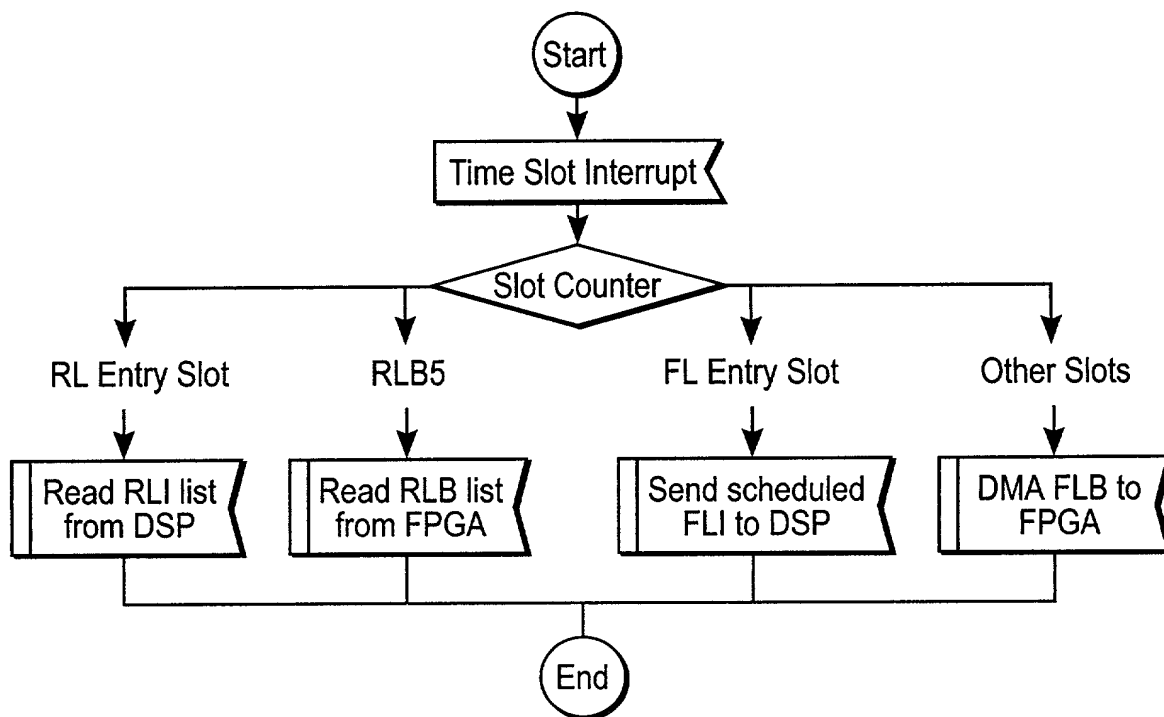 Start
Time Slot Interrupt
Slot Counter
RL Entry Slot
RLB5
FL Entry Slot
Other Slots
Read RLI list
from DSP
Read RLB list
from FPGA
Send scheduled
FLI to DSP
DMA FLB to
FPGA
End